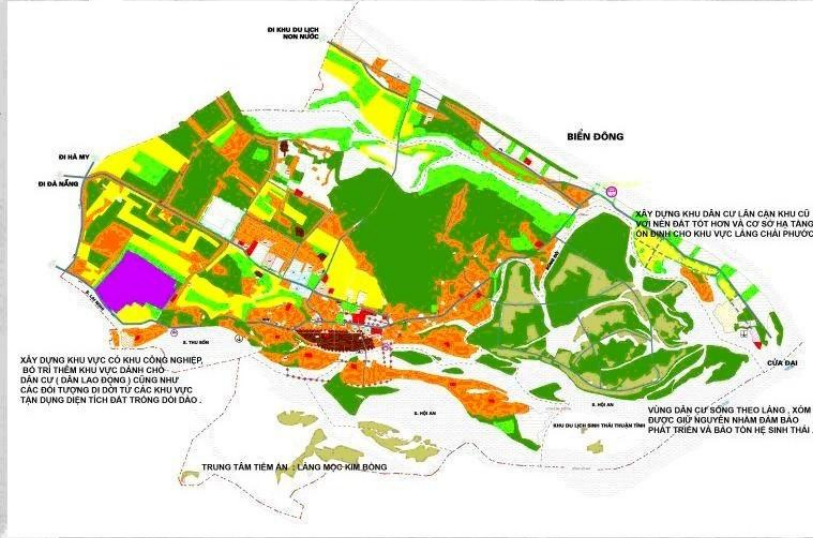 ĐI KHU DU LỊCH
NON NƯỚC
BIỂN ĐÔNG
ĐI HÀ MY
ĐI ĐÀ NẴNG
XÂY DỰNG KHU DÂN CƯ LÂN CẬN KHU CŨ
VỚI NỀN ĐẤT TỐT HƠN VÀ CƠ SỞ HẠ TẦNG
ỔN ĐỊNH CHO KHU VỰC LÀNG CHÀI PHƯỚC
S. THU BỒN
XÂY DỰNG KHU VỰC CÓ KHU CÔNG NGHIỆP,
BỐ TRÍ THÊM KHU VỰC DÀNH CHO
DÂN CƯ ( DÂN LAO ĐỘNG ) CŨNG NHƯ
CÁC ĐỐI TƯỢNG DI DỜI TỪ CÁC KHU VỰC
TẬN DỤNG DIỆN TÍCH ĐẤT TRỐNG DỒI DÀO .
CỬA ĐẠI
S. HỘI AN
S. HỘI AN
VÙNG DÂN CƯ SỐNG THEO LÀNG , XÓM
ĐƯỢC GIỮ NGUYÊN NHẰM ĐẢM BẢO
PHÁT TRIỂN VÀ BẢO TỒN HỆ SINH THÁI .
KHU DU LỊCH SINH THÁI THUẬN TÌNH
TRUNG TÂM TIỀM ẨN : LÀNG MỘC KIM BỒNG